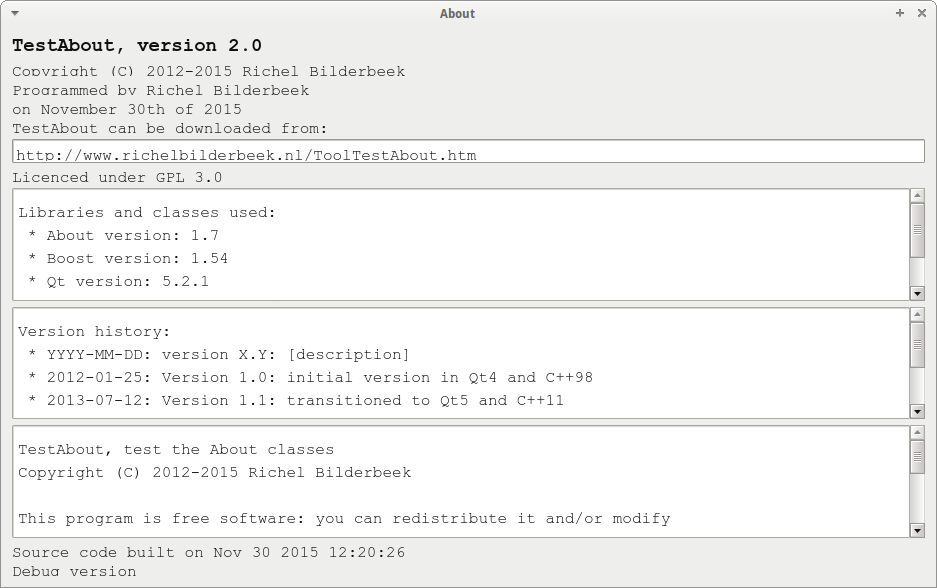 About
TestAbout, version 2.0
Copyright (C) 2012-2015 Richel Bilderbeek
Programmed by Richel Bilderbeek
on November 30th of 2015
TestAbout can be downloaded from:
http://www.richelbilderbeek.nl/ToolTestAbout.htm
Licenced under GPL 3.0
Libraries and classes used:
* About version: 1.7
* Boost version: 1.54
* Qt version: 5.2.1
Version history:
* YYYY-MM-DD: version X.Y: [description]
* 2012-01-25: Version 1.0: initial version in Qt4 and C++98
* 2013-07-12: Version 1.1: transitioned to Qt5 and C++11
TestAbout, test the About classes
Copyright (C) 2012-2015 Richel Bilderbeek
This program is free software: you can redistribute it and/or modify
Source code built on Nov 30 2015 12:20:26
Debug version